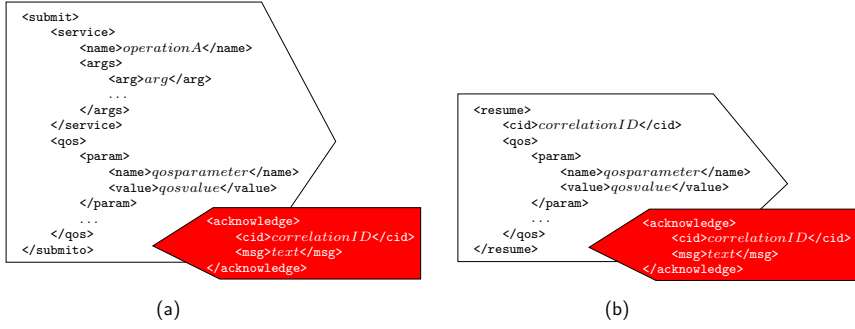 <submit>
<service>
<name>operationA</name>
<args>
<arg>arg</arg>
...
</args>
</service>
<qos>
<param>
<name>qosparameter</name>
<value>qosvalue</value>
</param>
...
</qos>
</submito>
<acknowledge>
<cid>correlationID</cid>
<msg>text</msg>
</acknowledge>
(a)
<resume>
<cid>correlationID</cid>
<qos>
<param>
<name>qosparameter</name>
<value>qosvalue</value>
</param>
...
</qos>
</resume>
<acknowledge>
<cid>correlationID</cid>
<msg>text</msg>
</acknowledge>
(b)